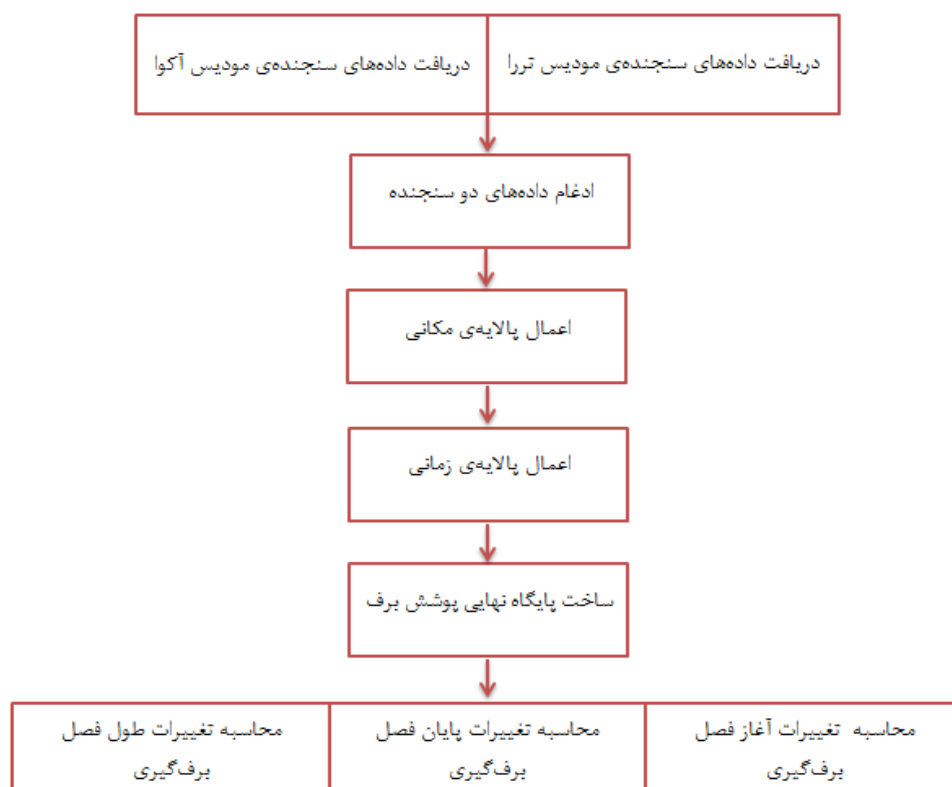 دریافت داده‌های سنجنده‌ی مودیس تررا
دریافت داده‌های سنجنده‌ی مودیس آکوا
ادغام داده‌های دو سنجنده
اعمال پالایه‌ی مکانی
اعمال پالایه‌ی زمانی
ساخت پایگاه نهایی پوشش برف
محاسبه تغییرات آغاز فصل
برف‌گیری
محاسبه تغییرات پایان فصل
برف‌گیری
محاسبه تغییرات طول فصل
برف‌گیری